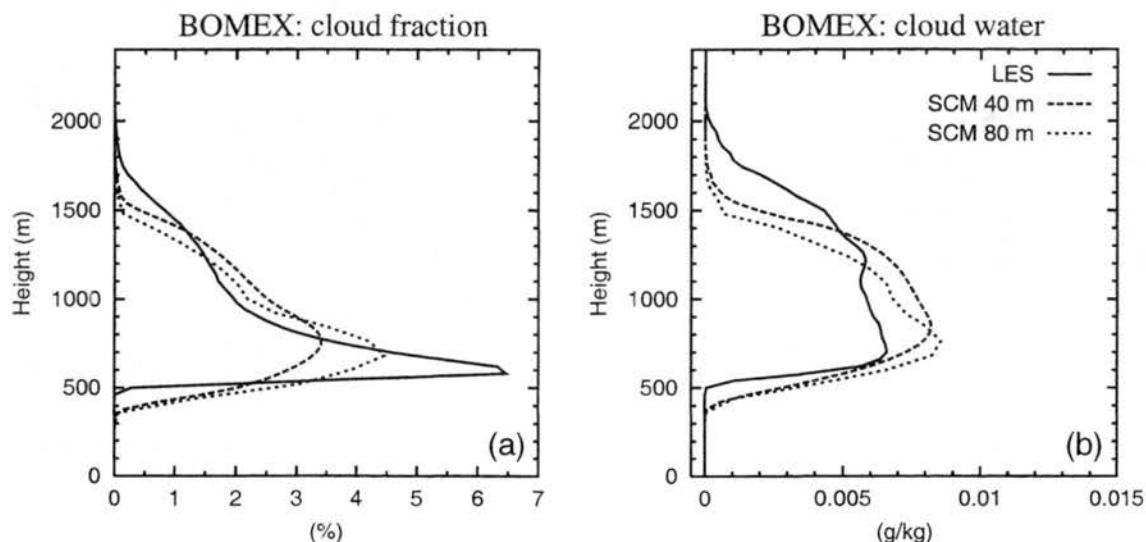 BOMEX: cloud fraction
Height (m)
2000
1500
1000
500
0
0 1 2 3 4 5 6 7
(%)
(a)
BOMEX: cloud water
LES
SCM 40 m
SCM 80 m
Height (m)
2000
1500
1000
500
0
0 0.005 0.01 0.015
(g/kg)
(b)